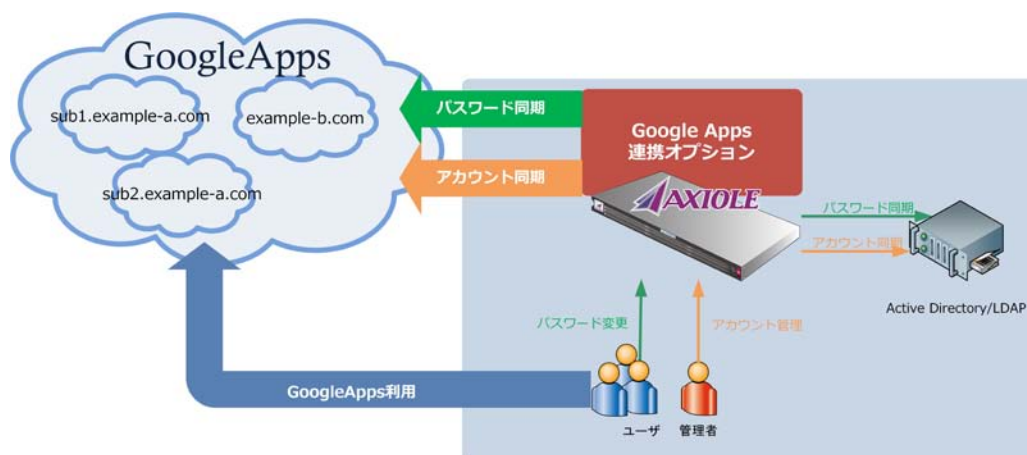 GoogleApps
sub1.example-a.com
example-b.com
sub2.example-a.com
パスワード同期
アカウント同期
Google Apps
連携オプション
AXIOLE
パスワード同期
アカウント同期
Active Directory/LDAP
パスワード変更
アカウント管理
GoogleApps利用
ユーザ
管理者